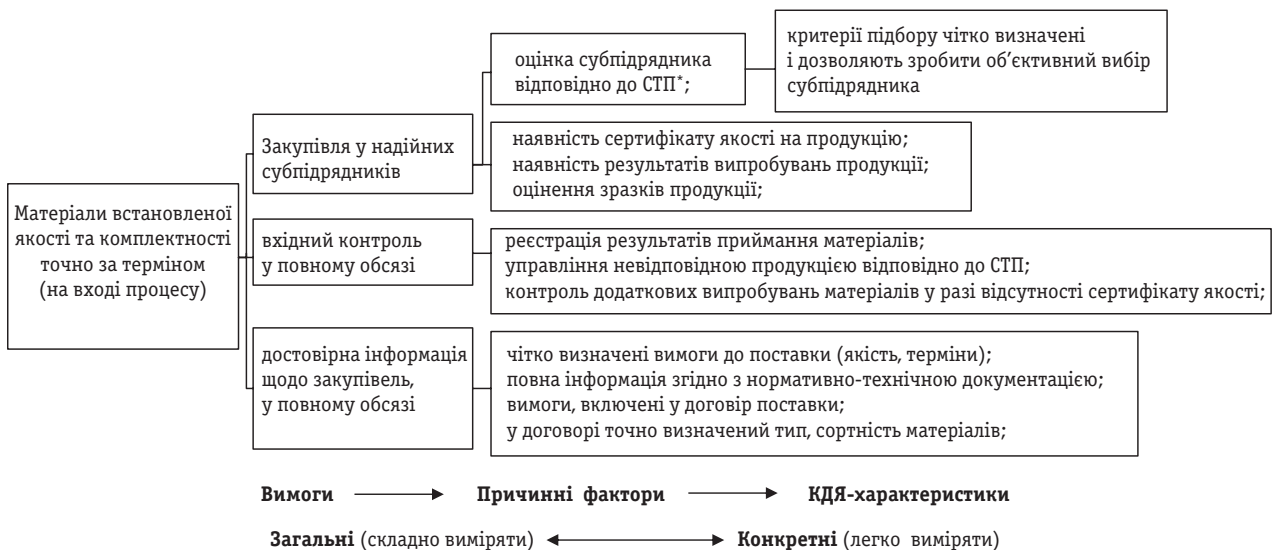 оцінка субпідрядника
відповідно до СТП*;
критерії підбору чітко визначені
і дозволяють зробити об’єктивний вибір
субпідрядника
Закупівля у надійних
субпідрядників
наявність сертифікату якості на продукцію;
наявність результатів випробувань продукції;
оцінення зразків продукції;
Матеріали встановленої
якості та комплектності
точно за терміном
(на вході процесу)
вхідний контроль
у повному обсязі
реєстрація результатів приймання матеріалів;
управління невідповідною продукцією відповідно до СТП;
контроль додаткових випробувань матеріалів у разі відсутності сертифікату якості;
достовірна інформація
щодо закупівель,
у повному обсязі
чітко визначені вимоги до поставки (якість, терміни);
повна інформація згідно з нормативно-технічною документацією;
вимоги, включені у договір поставки;
у договорі точно визначений тип, сортність матеріалів;
Вимоги Причинні фактори КДЯ-характеристики
Загальні (складно виміряти) Конкретні (легко виміряти)